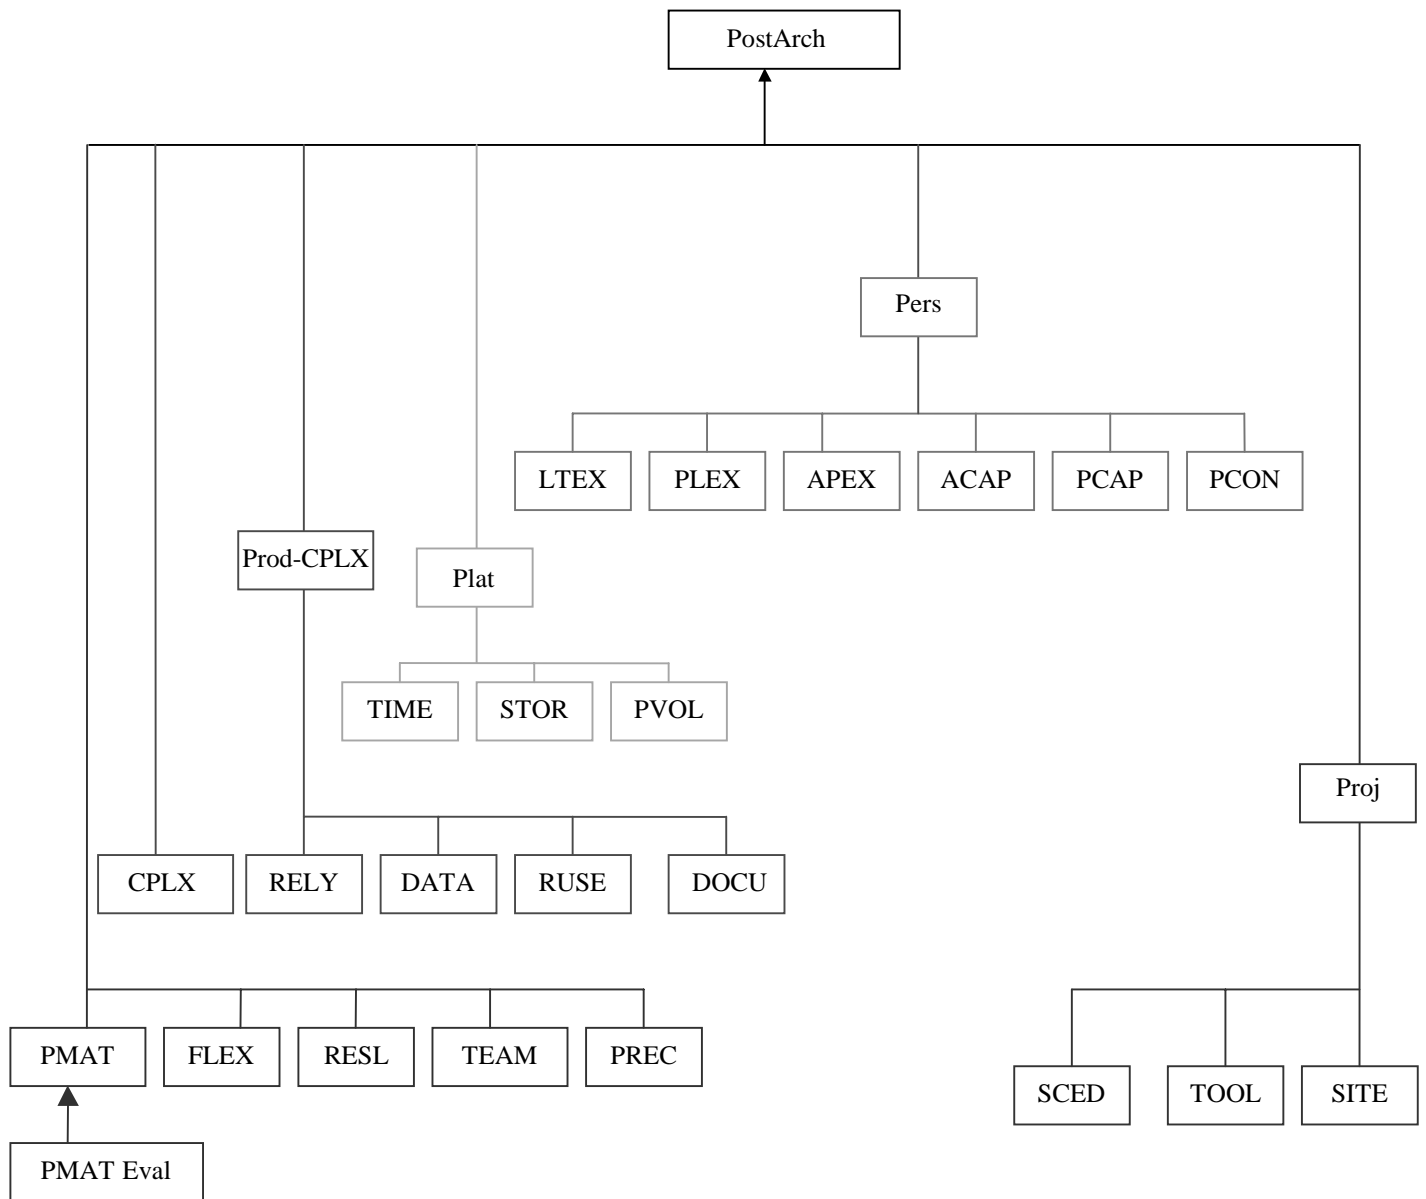 PostArch
Pers
LTEX PLEX APEX ACAP PCAP PCON
Prod-CPLX
Plat
TIME STOR PVOL
Proj
CPLX RELY DATA RUSE DOCU
PMAT FLEX RESL TEAM PREC
SCED TOOL SITE
PMAT Eval